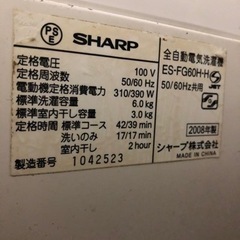 PS
E
SHARP
全自動電気洗濯機
ES-FG60H-H
50/60Hz共用
JET
定格電圧 100 V
定格周波数 50/60 Hz
電動機定格消費電力 310/390 W
標準洗濯容量 6.0 kg
標準室内干し容量 3.0 kg
定格時間 標準コース 42/39 min
洗いのみ 17/17 min
室内干し 2 hour
製造番号 1042523
2008年製
シャープ株式会社
MADE IN CHINA